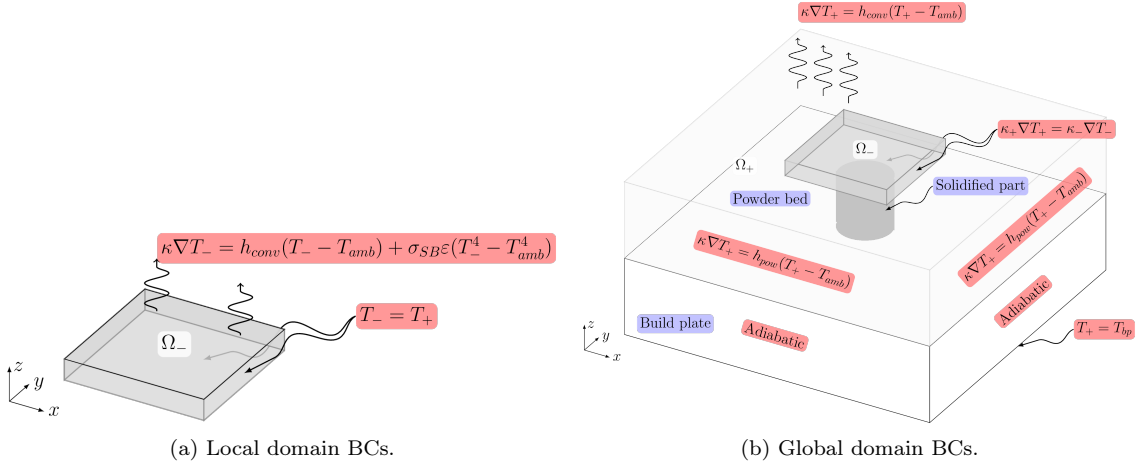 κ∇T₋ = h_conv(T₋ − T_amb) + σ_SB ε(T₋⁴ − T_amb⁴)
T₋ = T₊
Ω₋
z
y
x
(a) Local domain BCs.
κ∇T₊ = h_conv(T₊ − T_amb)
κ₊∇T₊ = κ₋∇T₋
Ω₋
Ω₊
Solidified part
Powder bed
κ∇T₊ = h_pow(T₊ − T_amb)
κ∇T₊ = h_pow(T₊ − T_amb)
Build plate
Adiabatic
Adiabatic
T₊ = T_bp
z
y
x
(b) Global domain BCs.